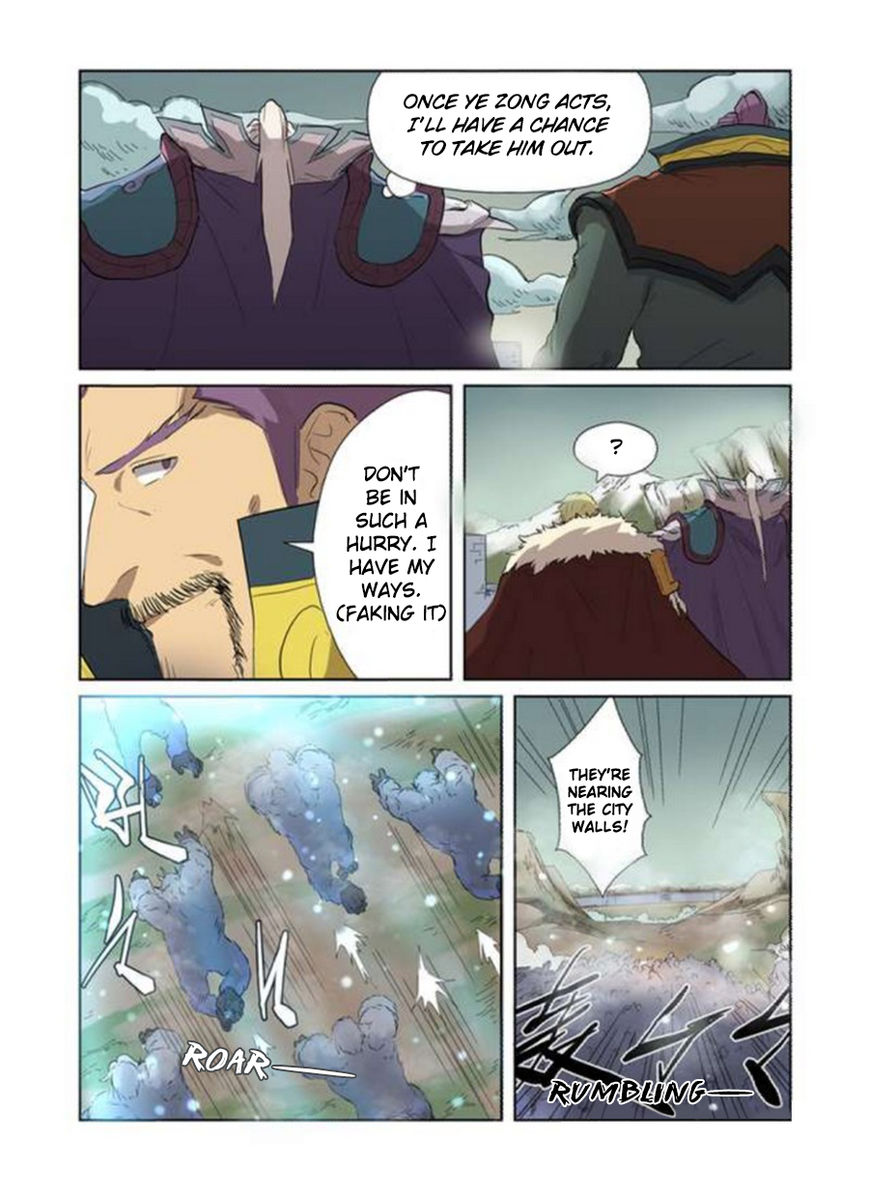 ONCE YE ZONG ACTS,
I'LL HAVE A CHANCE
TO TAKE HIM OUT.
DON'T
BE IN
SUCH A
HURRY. I
HAVE MY
WAYS.
(FAKING IT)
?
ROAR
THEY'RE
NEARING
THE CITY
WALLS!
RUMBLING